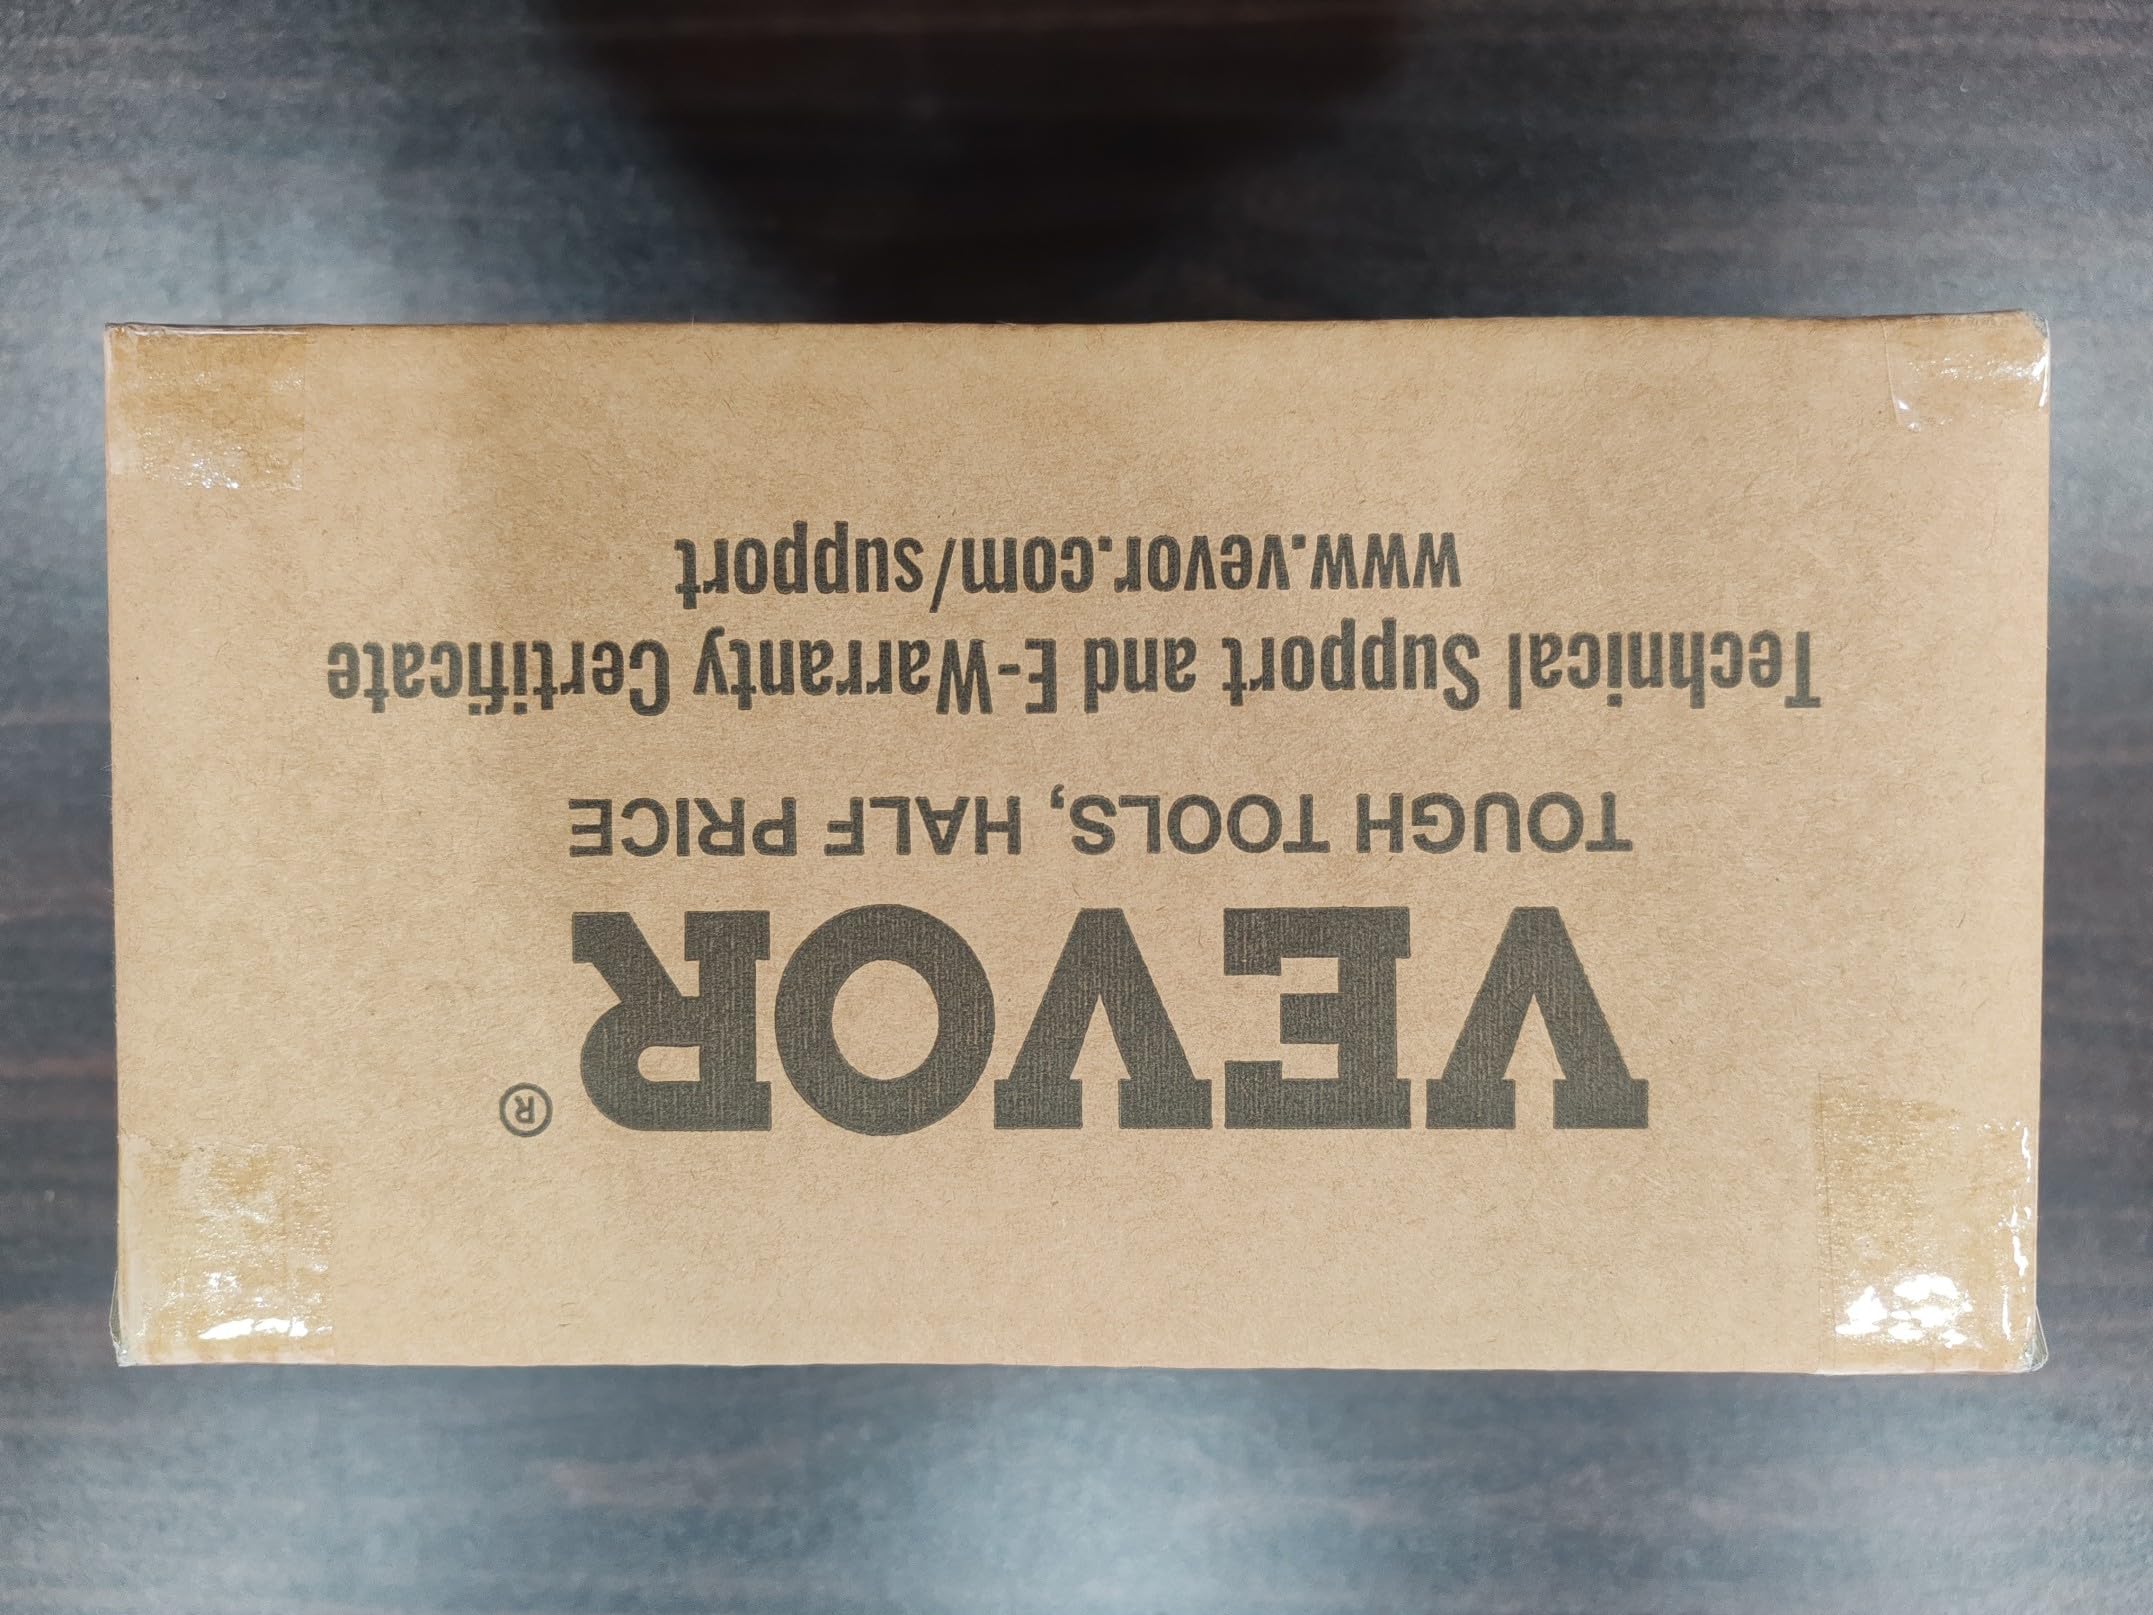 VEVOR®
TOUGH TOOLS, HALF PRICE
Technical Support and E-Warranty Certificate
www.vevor.com/support